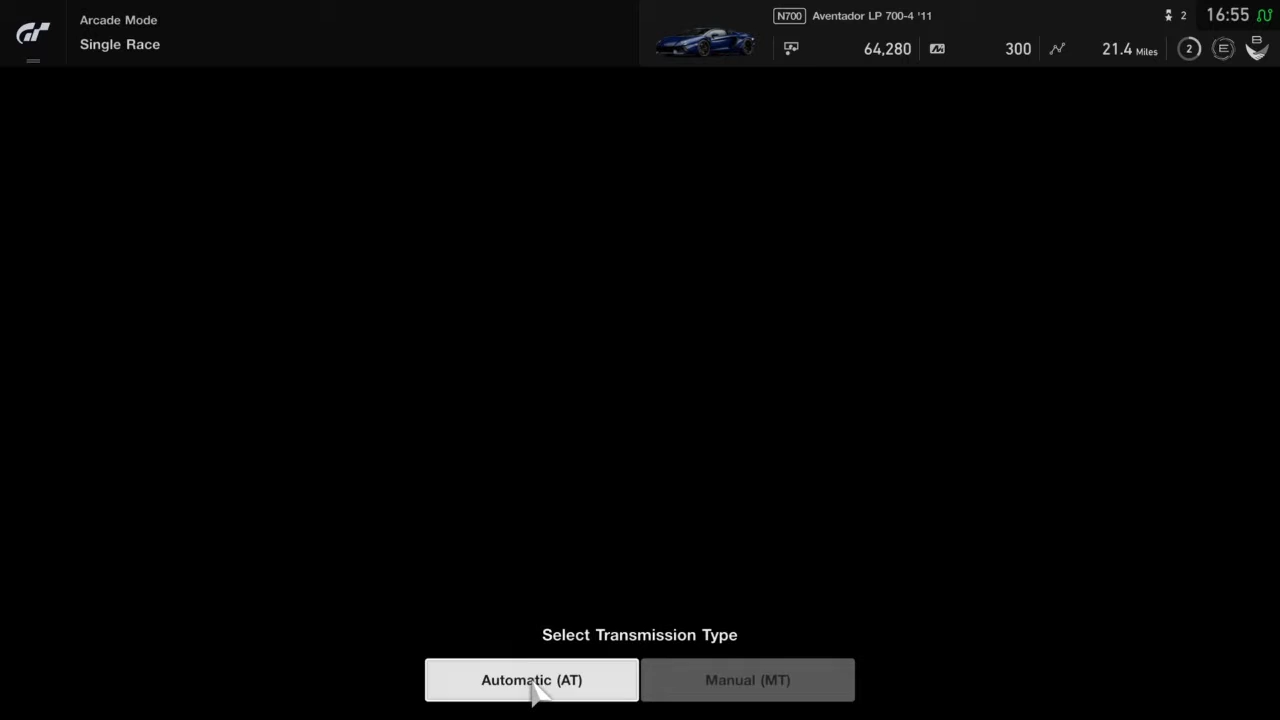 Arcade Mode
Single Race
N700 Aventador LP 700-4 '11
64,280
300
21.4 Miles
2
16:55
2
E
B
Select Transmission Type
Automatic (AT)
Manual (MT)